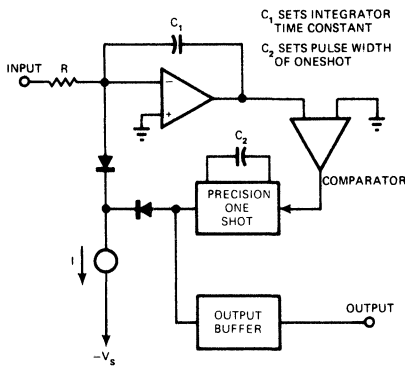 C1 SETS INTEGRATOR
TIME CONSTANT
C2 SETS PULSE WIDTH
OF ONESHOT
C1
INPUT
R
−
+
C2
COMPARATOR
PRECISION
ONE
SHOT
I
OUTPUT
BUFFER
OUTPUT
−Vs